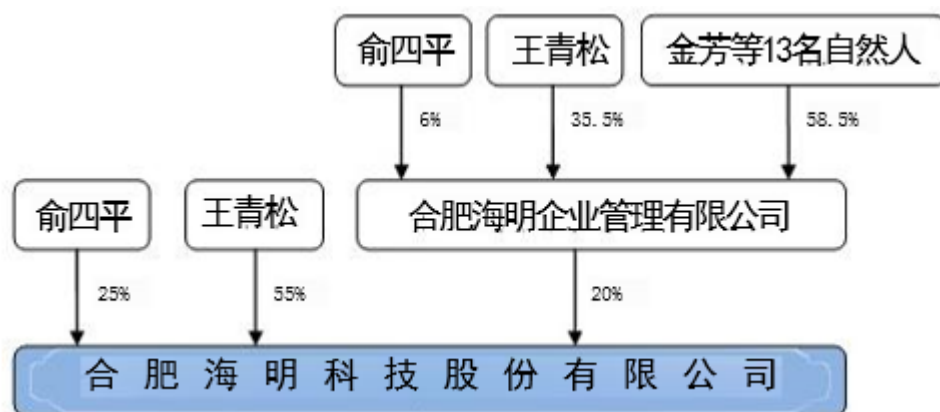 俞四平 王青松 金芳等13名自然人
6% 35.5% 58.5%
俞四平 王青松 合肥海明企业管理有限公司
25% 55% 20%
合肥海明科技股份有限公司